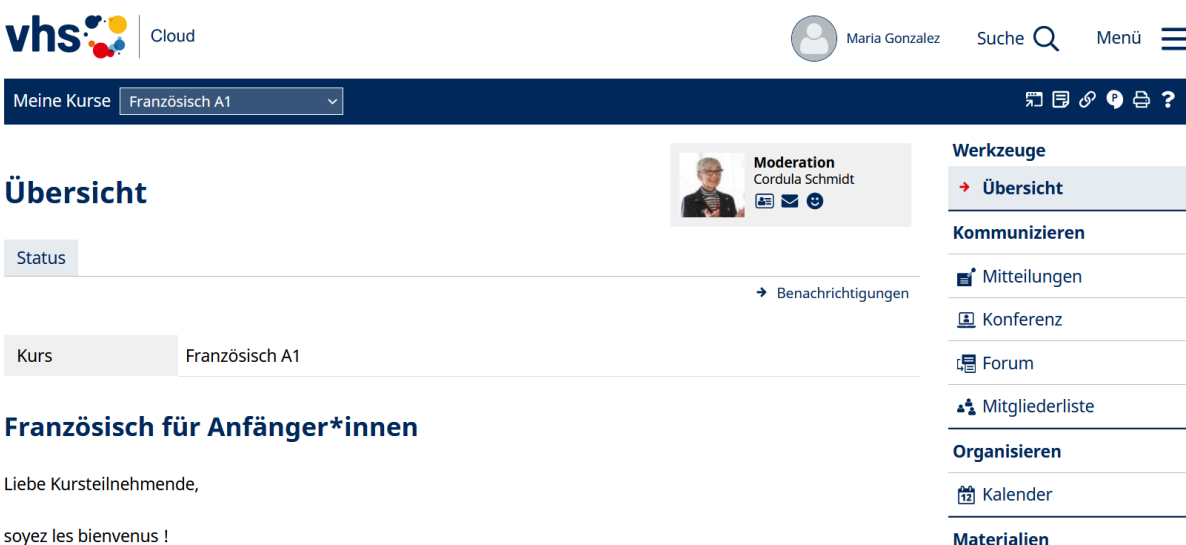 vhs Cloud
Maria Gonzalez
Suche
Menü
Meine Kurse Französisch A1
Übersicht
Moderation
Cordula Schmidt
Status
Benachrichtigungen
Kurs Französisch A1
Französisch für Anfänger*innen
Liebe Kursteilnehmende,
soyez les bienvenus !
Werkzeuge
Übersicht
Kommunizieren
Mitteilungen
Konferenz
Forum
Mitgliederliste
Organisieren
12 Kalender
Materialien